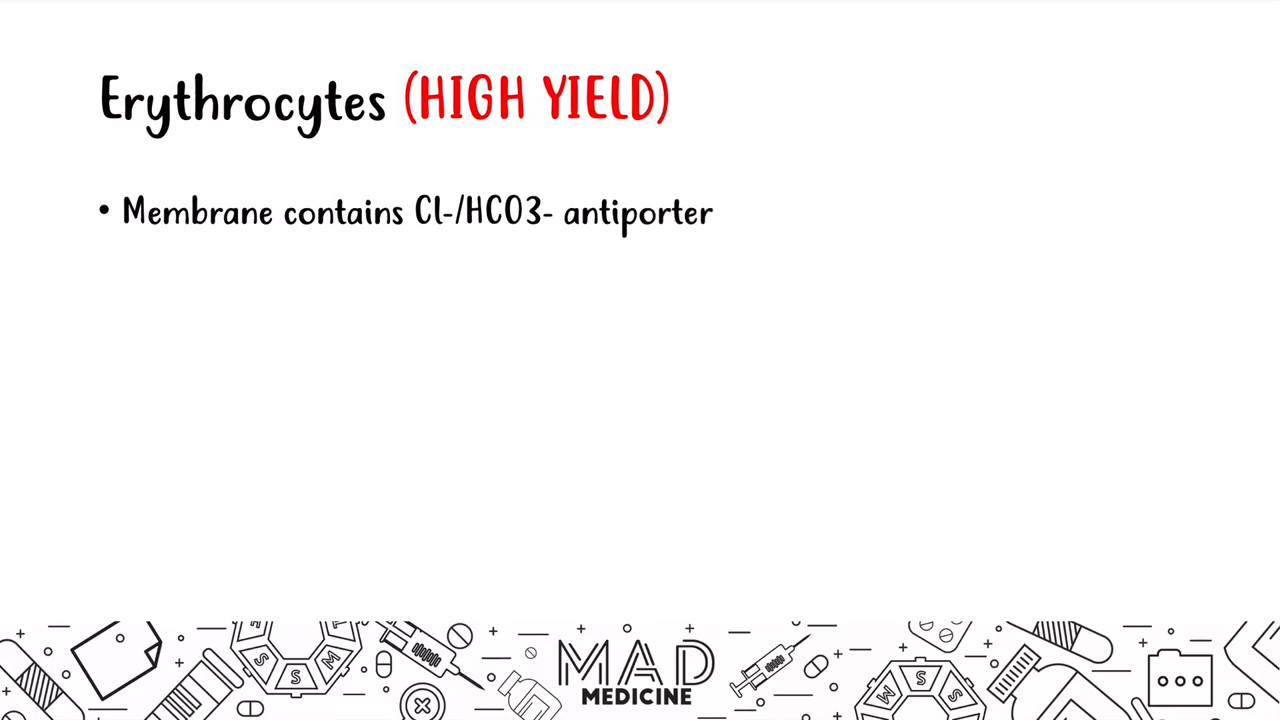 Erythrocytes (HIGH YIELD)
• Membrane contains Cl-/HCO3- antiporter
S
S
M
MAD
MEDICINE
M
S
S